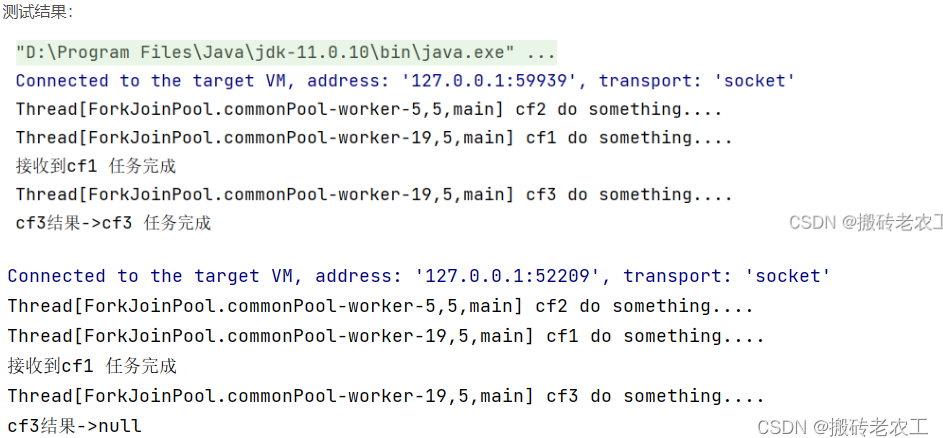 测试结果：
"D:\Program Files\Java\jdk-11.0.10\bin\java.exe" ...
Connected to the target VM, address: '127.0.0.1:59939', transport: 'socket'
Thread[ForkJoinPool.commonPool-worker-5,5,main] cf2 do something....
Thread[ForkJoinPool.commonPool-worker-19,5,main] cf1 do something....
接收到cf1 任务完成
Thread[ForkJoinPool.commonPool-worker-19,5,main] cf3 do something....
cf3结果->cf3 任务完成
CSDN @搬砖老农工
Connected to the target VM, address: '127.0.0.1:52209', transport: 'socket'
Thread[ForkJoinPool.commonPool-worker-5,5,main] cf2 do something....
Thread[ForkJoinPool.commonPool-worker-19,5,main] cf1 do something....
接收到cf1 任务完成
Thread[ForkJoinPool.commonPool-worker-19,5,main] cf3 do something....
cf3结果->null
CSDN @搬砖老农工